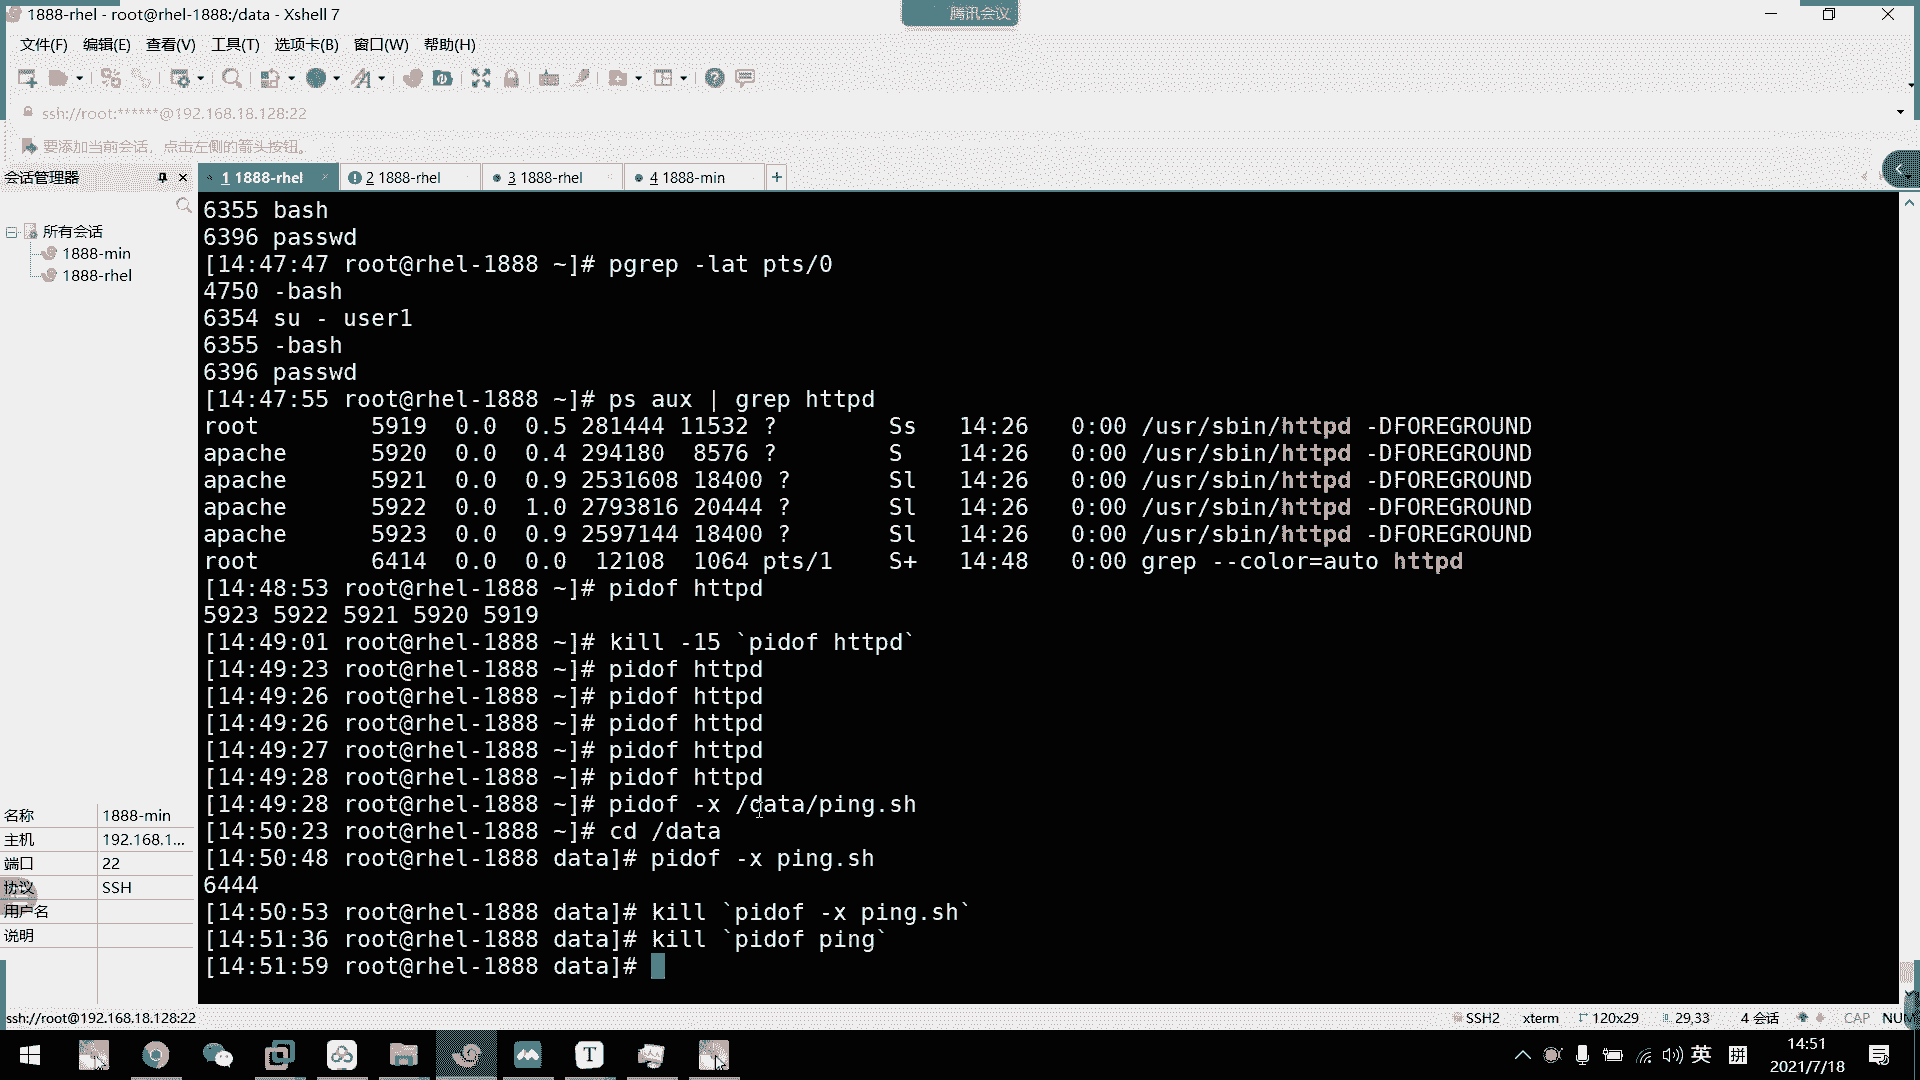 1888-rhel - root@rhel-1888:/data - Xshell 7
腾讯会议
文件(F) 编辑(E) 查看(V) 工具(T) 选项卡(B) 窗口(W) 帮助(H)
ssh://root:******@192.168.18.128:22
要添加当前会话，点击左侧的箭头按钮。
会话管理器
1 1888-rhel
2 1888-rhel
3 1888-rhel
4 1888-min
所有会话
1888-min
1888-rhel
6355 bash
6396 passwd
[14:47:47 root@rhel-1888 ~]# pgrep -lat pts/0
4750 -bash
6354 su - user1
6355 -bash
6396 passwd
[14:47:55 root@rhel-1888 ~]# ps aux | grep httpd
root 5919 0.0 0.5 281444 11532 ? Ss 14:26 0:00 /usr/sbin/httpd -DFOREGROUND
apache 5920 0.0 0.4 294180 8576 ? S 14:26 0:00 /usr/sbin/httpd -DFOREGROUND
apache 5921 0.0 0.9 2531608 18400 ? Sl 14:26 0:00 /usr/sbin/httpd -DFOREGROUND
apache 5922 0.0 1.0 2793816 20444 ? Sl 14:26 0:00 /usr/sbin/httpd -DFOREGROUND
apache 5923 0.0 0.9 2597144 18400 ? Sl 14:26 0:00 /usr/sbin/httpd -DFOREGROUND
root 6414 0.0 0.0 12108 1064 pts/1 S+ 14:48 0:00 grep --color=auto httpd
[14:48:53 root@rhel-1888 ~]# pidof httpd
5923 5922 5921 5920 5919
[14:49:01 root@rhel-1888 ~]# kill -15 `pidof httpd`
[14:49:23 root@rhel-1888 ~]# pidof httpd
[14:49:26 root@rhel-1888 ~]# pidof httpd
[14:49:26 root@rhel-1888 ~]# pidof httpd
[14:49:27 root@rhel-1888 ~]# pidof httpd
[14:49:28 root@rhel-1888 ~]# pidof httpd
[14:49:28 root@rhel-1888 ~]# pidof -x /data/ping.sh
[14:50:23 root@rhel-1888 ~]# cd /data
[14:50:48 root@rhel-1888 data]# pidof -x ping.sh
6444
[14:50:53 root@rhel-1888 data]# kill `pidof -x ping.sh`
[14:51:36 root@rhel-1888 data]# kill `pidof ping`
[14:51:59 root@rhel-1888 data]#
名称 1888-min
主机 192.168.1...
端口 22
协议 SSH
用户名
说明
ssh://root@192.168.18.128:22
SSH2 xterm 120x29 29,33 4 会话 CAP NUM
英 拼
14:51
2021/7/18